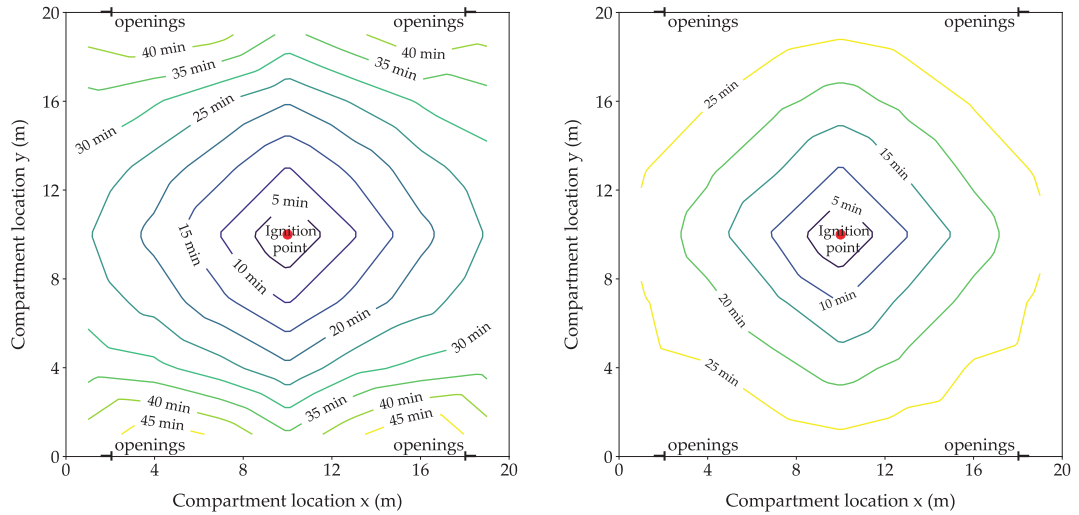 20
openings
openings
40 min
40 min
35 min
35 min
16
25 min
30 min
12
5 min
Ignition
point
15 min
8
10 min
20 min
30 min
4
35 min
40 min
40 min
45 min
45 min
openings
openings
0
0
4
8
12
16
20
Compartment location x (m)
Compartment location y (m)
20
openings
openings
25 min
16
15 min
12
5 min
Ignition
point
8
10 min
20 min
4
25 min
openings
openings
0
4
8
12
16
20
Compartment location x (m)
Compartment location y (m)